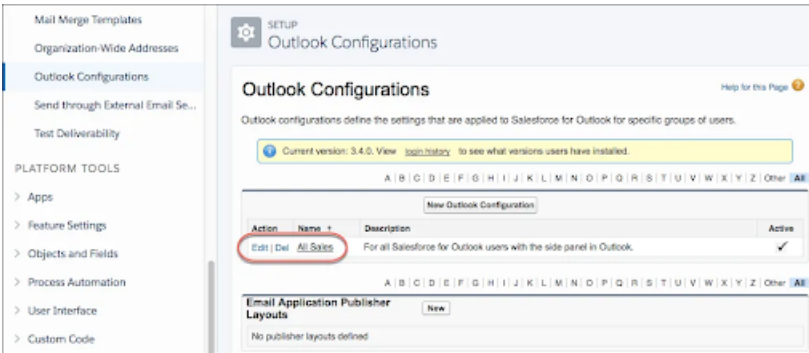 Mail Merge Templates
Organization-Wide Addresses
Outlook Configurations
Send through External Email Se...
Test Deliverability
PLATFORM TOOLS
Apps
Feature Settings
Objects and Fields
Process Automation
User Interface
Custom Code
SETUP
Outlook Configurations
Outlook Configurations
Help for this Page ?
Outlook configurations define the settings that are applied to Salesforce for Outlook for specific groups of users.
Current version: 3.4.0. View login history to see what versions users have installed.
A | B | C | D | E | F | G | H | I | J | K | L | M | N | O | P | Q | R | S | T | U | V | W | X | Y | Z | Other All
New Outlook Configuration
Action Name ↑ Description Active
Edit | Del All Sales For all Salesforce for Outlook users with the side panel in Outlook. ✓
A | B | C | D | E | F | G | H | I | J | K | L | M | N | O | P | Q | R | S | T | U | V | W | X | Y | Z | Other All
Email Application Publisher
Layouts
New
No publisher layouts defined